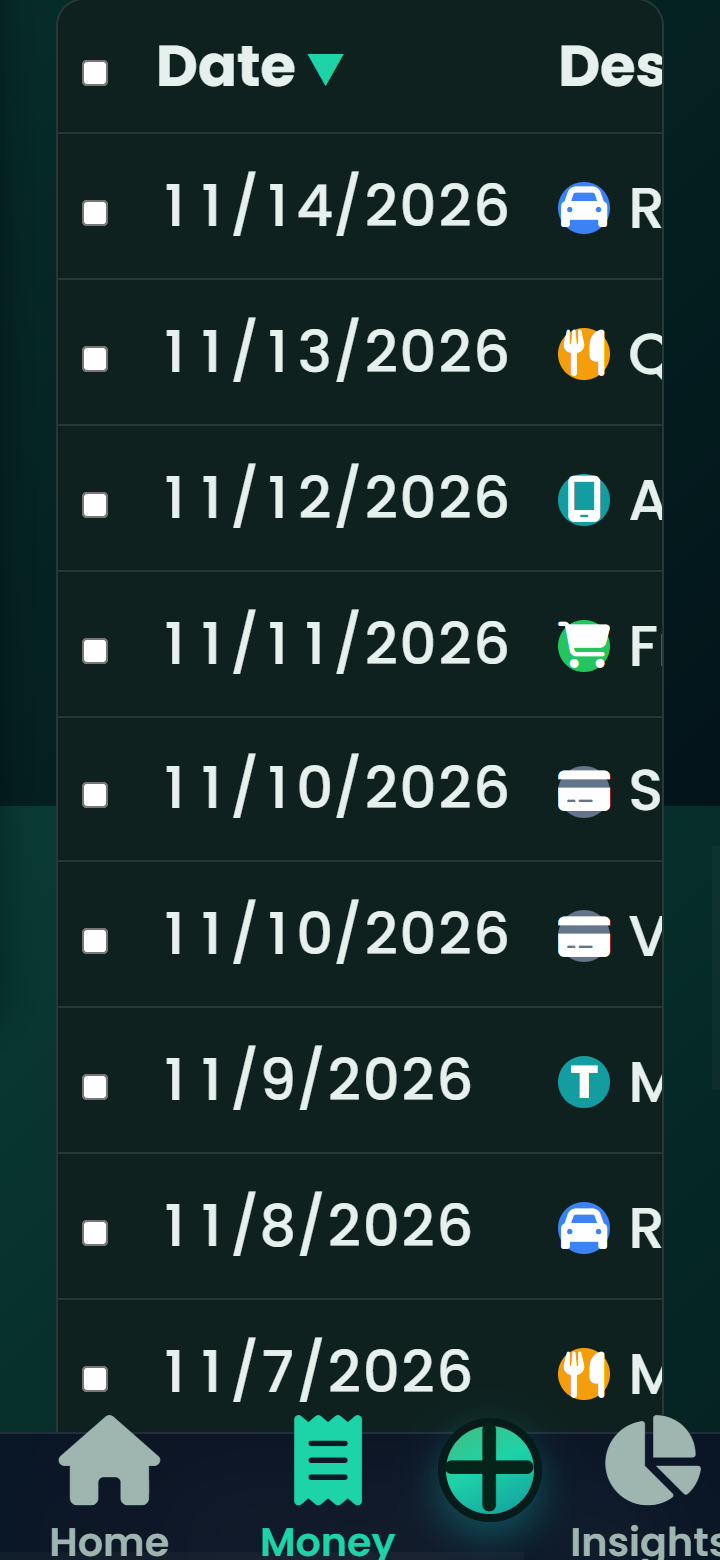 Date ▼ Des
11/14/2026 R
11/13/2026 Q
11/12/2026 A
11/11/2026 Fr
11/10/2026 S
11/10/2026 V
11/9/2026 T M
11/8/2026 R
11/7/2026 M
Home Money Insights